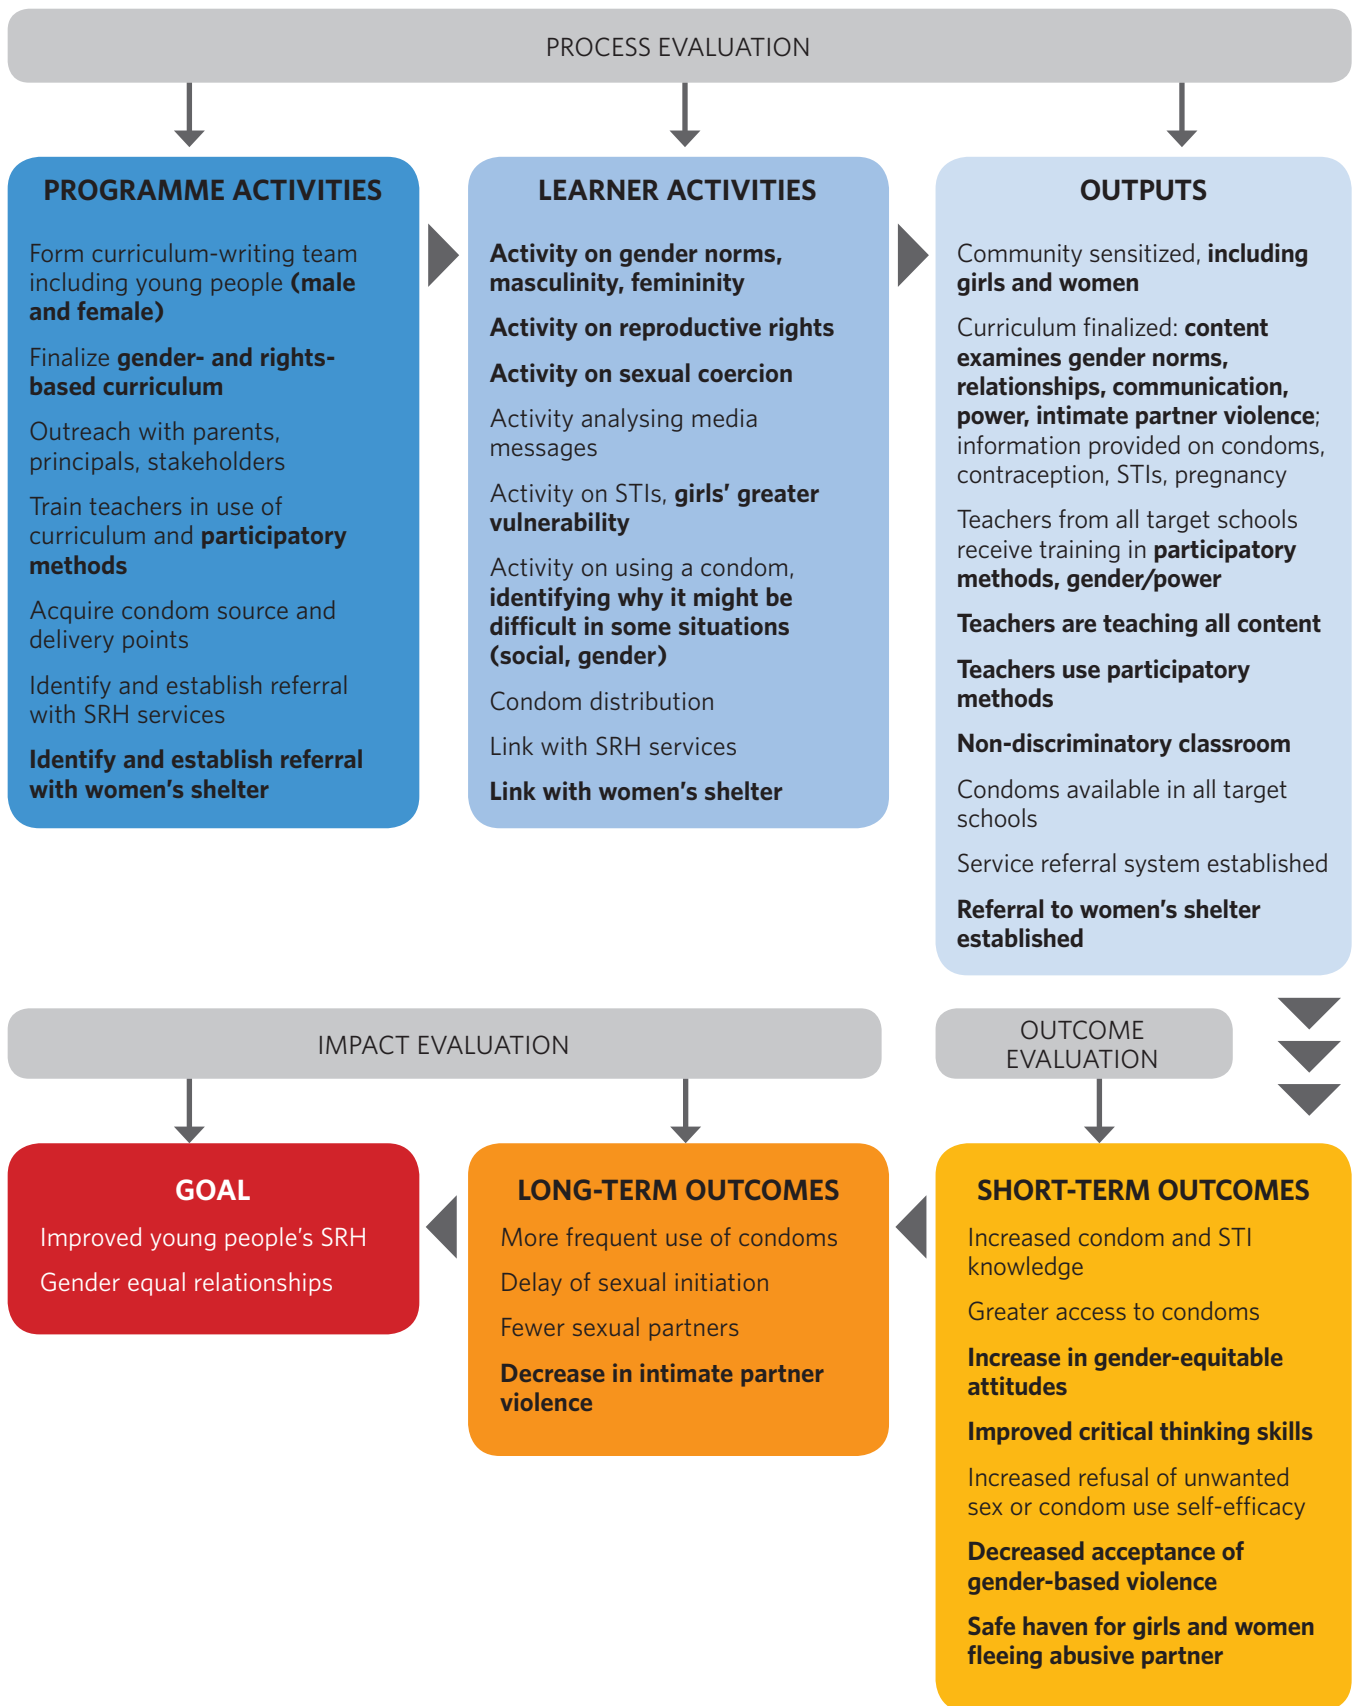 PROCESS EVALUATION
PROGRAMME ACTIVITIES
Form curriculum-writing team
including young people (male
and female)
Finalize gender- and rights-
based curriculum
Outreach with parents,
principals, stakeholders
Train teachers in use of
curriculum and participatory
methods
Acquire condom source and
delivery points
Identify and establish referral
with SRH services
Identify and establish referral
with women's shelter
LEARNER ACTIVITIES
Activity on gender norms,
masculinity, femininity
Activity on reproductive rights
Activity on sexual coercion
Activity analysing media
messages
Activity on STIs, girls' greater
vulnerability
Activity on using a condom,
identifying why it might be
difficult in some situations
(social, gender)
Condom distribution
Link with SRH services
Link with women's shelter
OUTPUTS
Community sensitized, including
girls and women
Curriculum finalized: content
examines gender norms,
relationships, communication,
power, intimate partner violence;
information provided on condoms,
contraception, STIs, pregnancy
Teachers from all target schools
receive training in participatory
methods, gender/power
Teachers are teaching all content
Teachers use participatory
methods
Non-discriminatory classroom
Condoms available in all target
schools
Service referral system established
Referral to women's shelter
established
IMPACT EVALUATION
OUTCOME
EVALUATION
GOAL
Improved young people's SRH
Gender equal relationships
LONG-TERM OUTCOMES
More frequent use of condoms
Delay of sexual initiation
Fewer sexual partners
Decrease in intimate partner
violence
SHORT-TERM OUTCOMES
Increased condom and STI
knowledge
Greater access to condoms
Increase in gender-equitable
attitudes
Improved critical thinking skills
Increased refusal of unwanted
sex or condom use self-efficacy
Decreased acceptance of
gender-based violence
Safe haven for girls and women
fleeing abusive partner